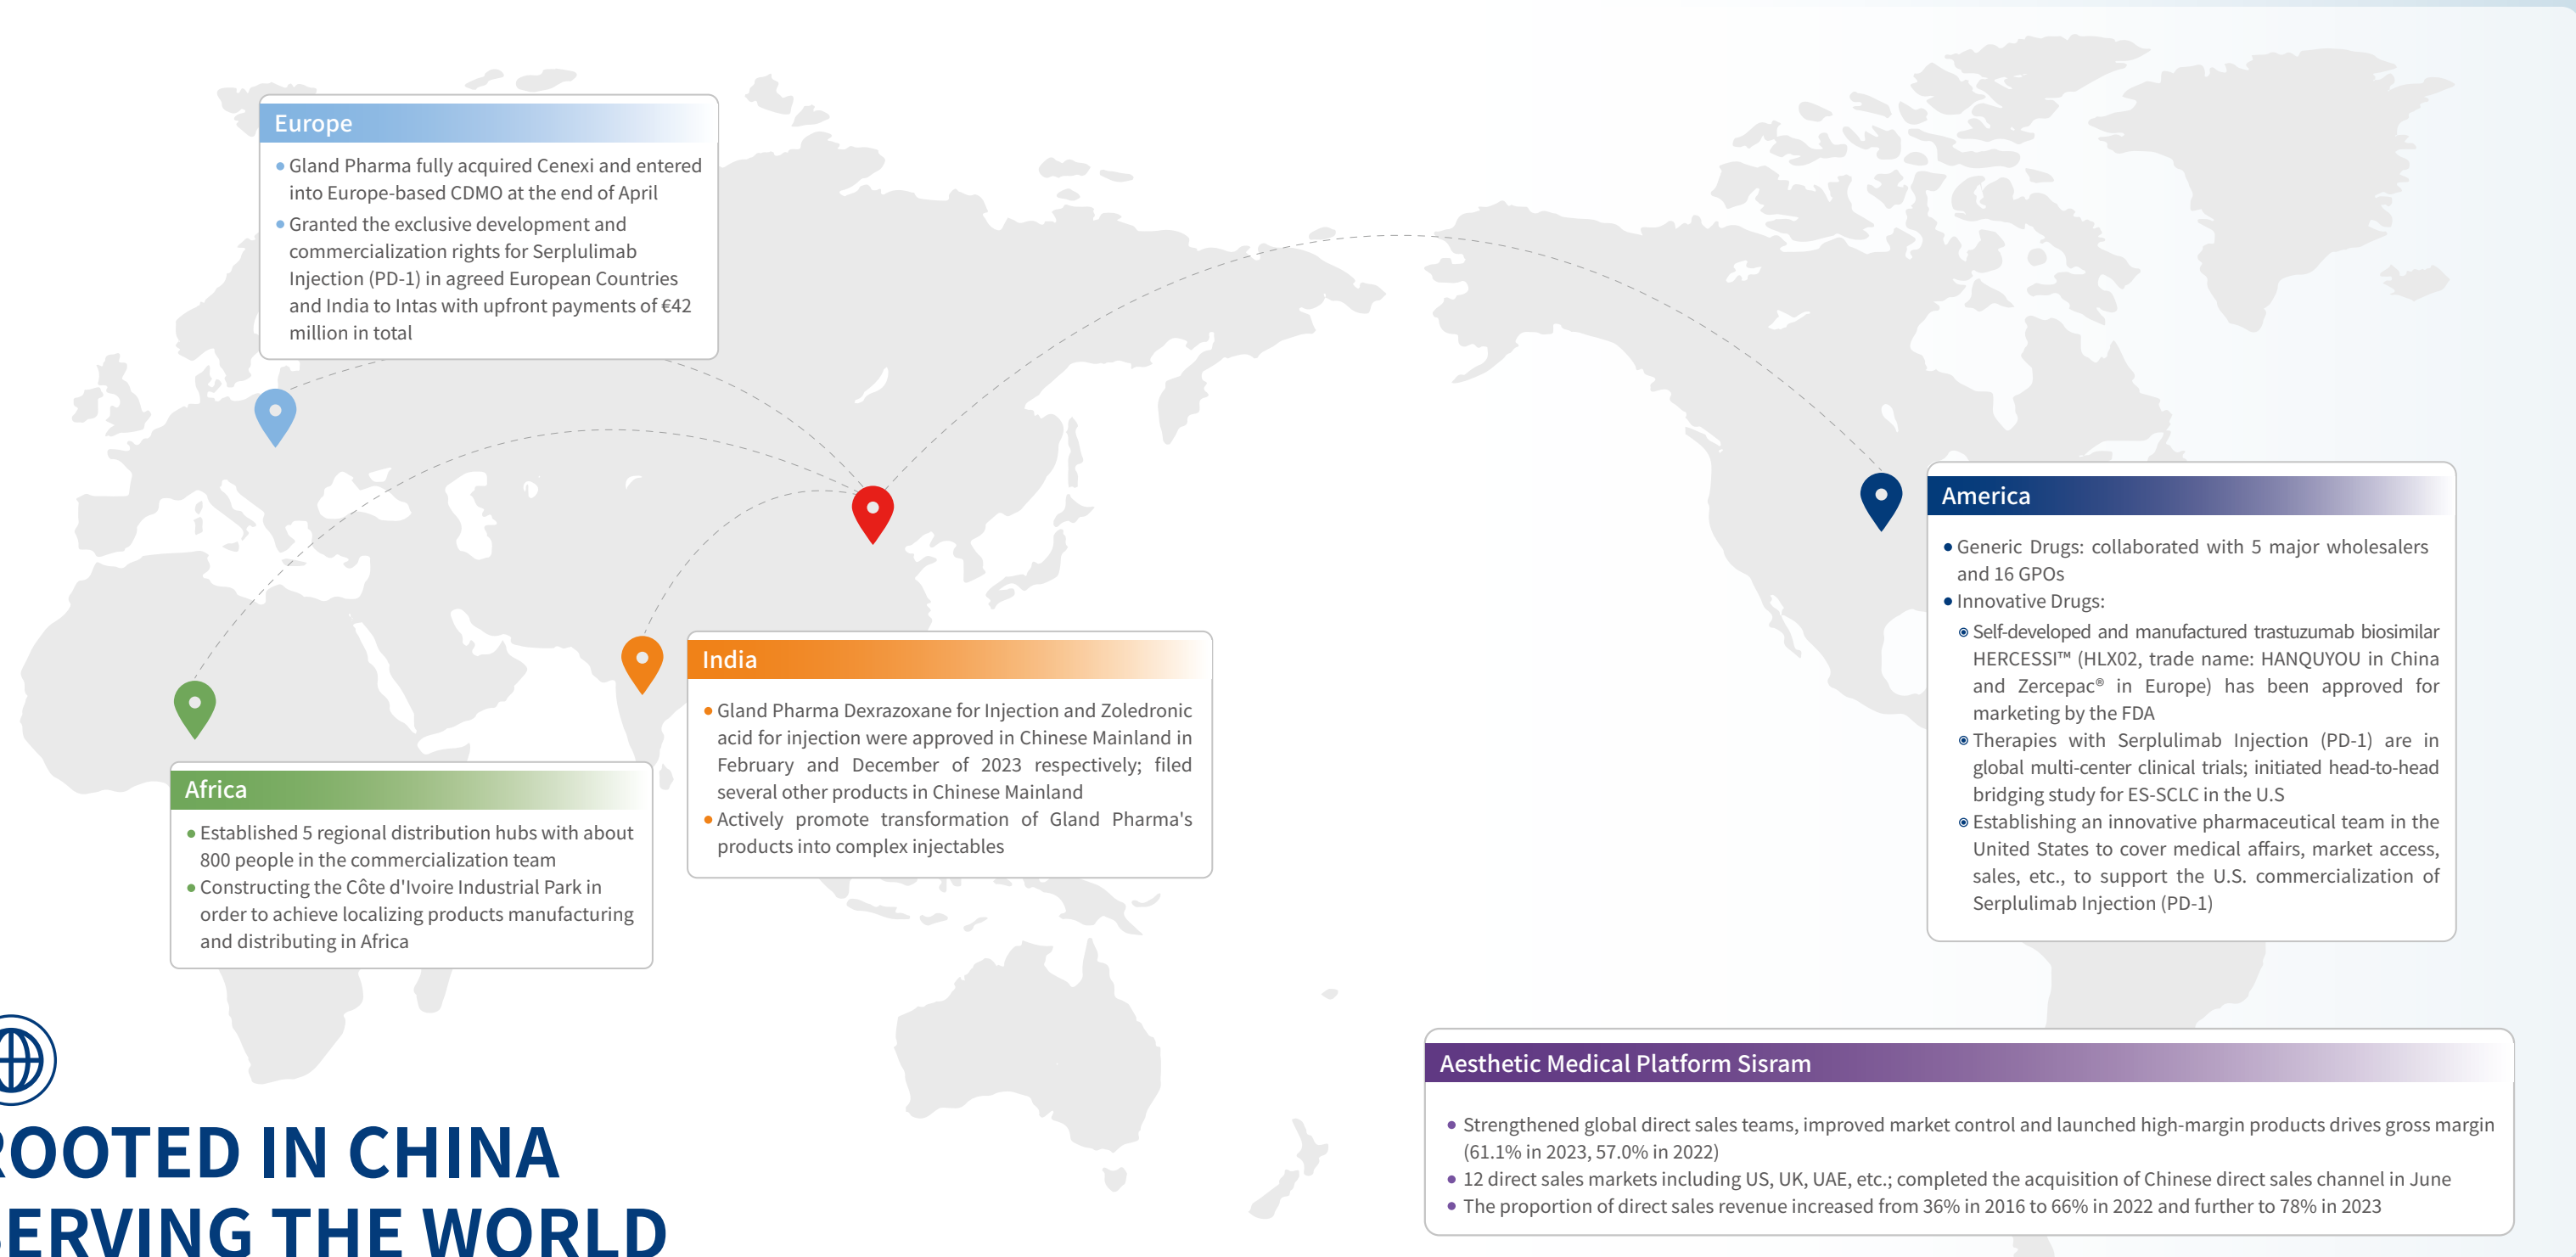 Europe
Gland Pharma fully acquired Cenexi and entered
into Europe-based CDMO at the end of April
Granted the exclusive development and
commercialization rights for Serplulimab
Injection (PD-1) in agreed European Countries
and India to Intas with upfront payments of €42
million in total
America
Generic Drugs: collaborated with 5 major wholesalers
and 16 GPOs
Innovative Drugs:
Self-developed and manufactured trastuzumab biosimilar
HERCESSI™ (HLX02, trade name: HANQUYOU in China
and Zercepac® in Europe) has been approved for
marketing by the FDA
Therapies with Serplulimab Injection (PD-1) are in
global multi-center clinical trials; initiated head-to-head
bridging study for ES-SCLC in the U.S
Establishing an innovative pharmaceutical team in the
United States to cover medical affairs, market access,
sales, etc., to support the U.S. commercialization of
Serplulimab Injection (PD-1)
India
Gland Pharma Dexrazoxane for Injection and Zoledronic
acid for injection were approved in Chinese Mainland in
February and December of 2023 respectively; filed
several other products in Chinese Mainland
Actively promote transformation of Gland Pharma's
products into complex injectables
Africa
Established 5 regional distribution hubs with about
800 people in the commercialization team
Constructing the Côte d'Ivoire Industrial Park in
order to achieve localizing products manufacturing
and distributing in Africa
Aesthetic Medical Platform Sisram
Strengthened global direct sales teams, improved market control and launched high-margin products drives gross margin
(61.1% in 2023, 57.0% in 2022)
12 direct sales markets including US, UK, UAE, etc.; completed the acquisition of Chinese direct sales channel in June
The proportion of direct sales revenue increased from 36% in 2016 to 66% in 2022 and further to 78% in 2023
ROOTED IN CHINA
SERVING THE WORLD